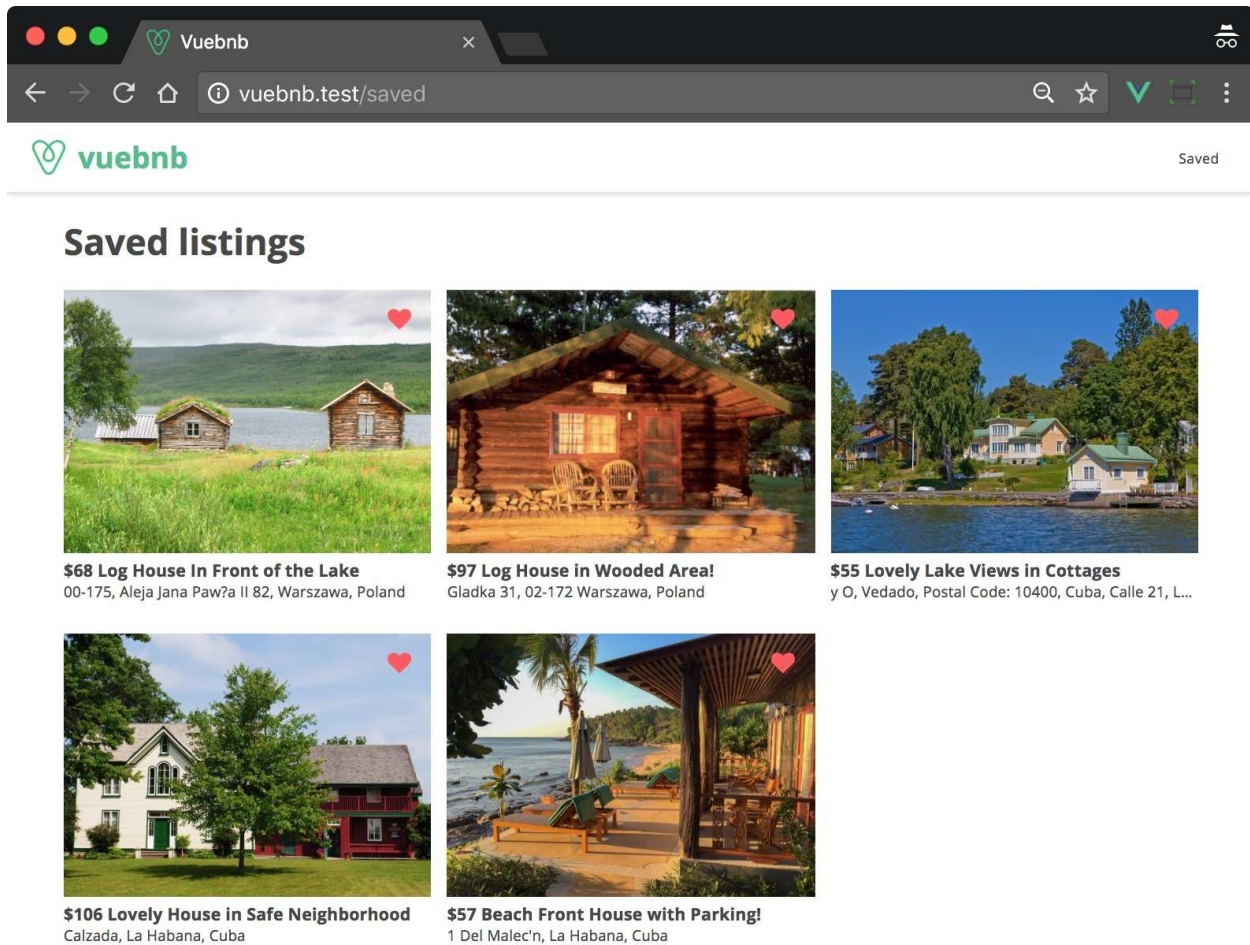 Vuebnb
vuebnb.test/saved
vuebnb
Saved
Saved listings
$68 Log House In Front of the Lake
00-175, Aleja Jana Paw?a II 82, Warszawa, Poland
$97 Log House in Wooded Area!
Gladka 31, 02-172 Warszawa, Poland
$55 Lovely Lake Views in Cottages
y O, Vedado, Postal Code: 10400, Cuba, Calle 21, L...
$106 Lovely House in Safe Neighborhood
Calzada, La Habana, Cuba
$57 Beach Front House with Parking!
1 Del Malec'n, La Habana, Cuba